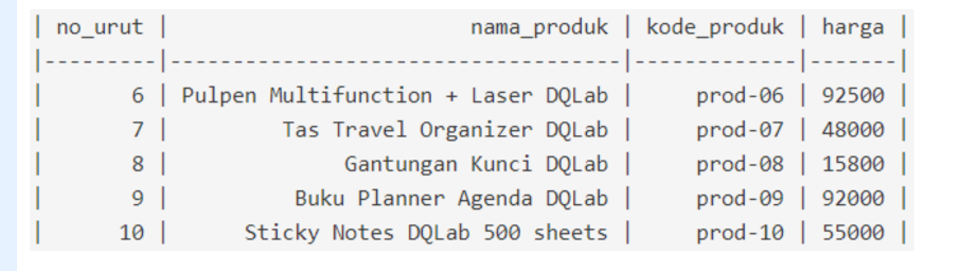 | no_urut | nama_produk | kode_produk | harga |
|---------|------------------------------------|-------------|-------|
| 6 | Pulpen Multifunction + Laser DQLab | prod-06 | 92500 |
| 7 | Tas Travel Organizer DQLab | prod-07 | 48000 |
| 8 | Gantungan Kunci DQLab | prod-08 | 15800 |
| 9 | Buku Planner Agenda DQLab | prod-09 | 92000 |
| 10 | Sticky Notes DQLab 500 sheets | prod-10 | 55000 |